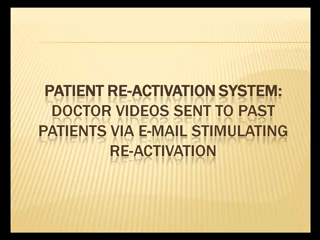 PATIENT RE-ACTIVATION SYSTEM:
DOCTOR VIDEOS SENT TO PAST
PATIENTS VIA E-MAIL STIMULATING
RE-ACTIVATION